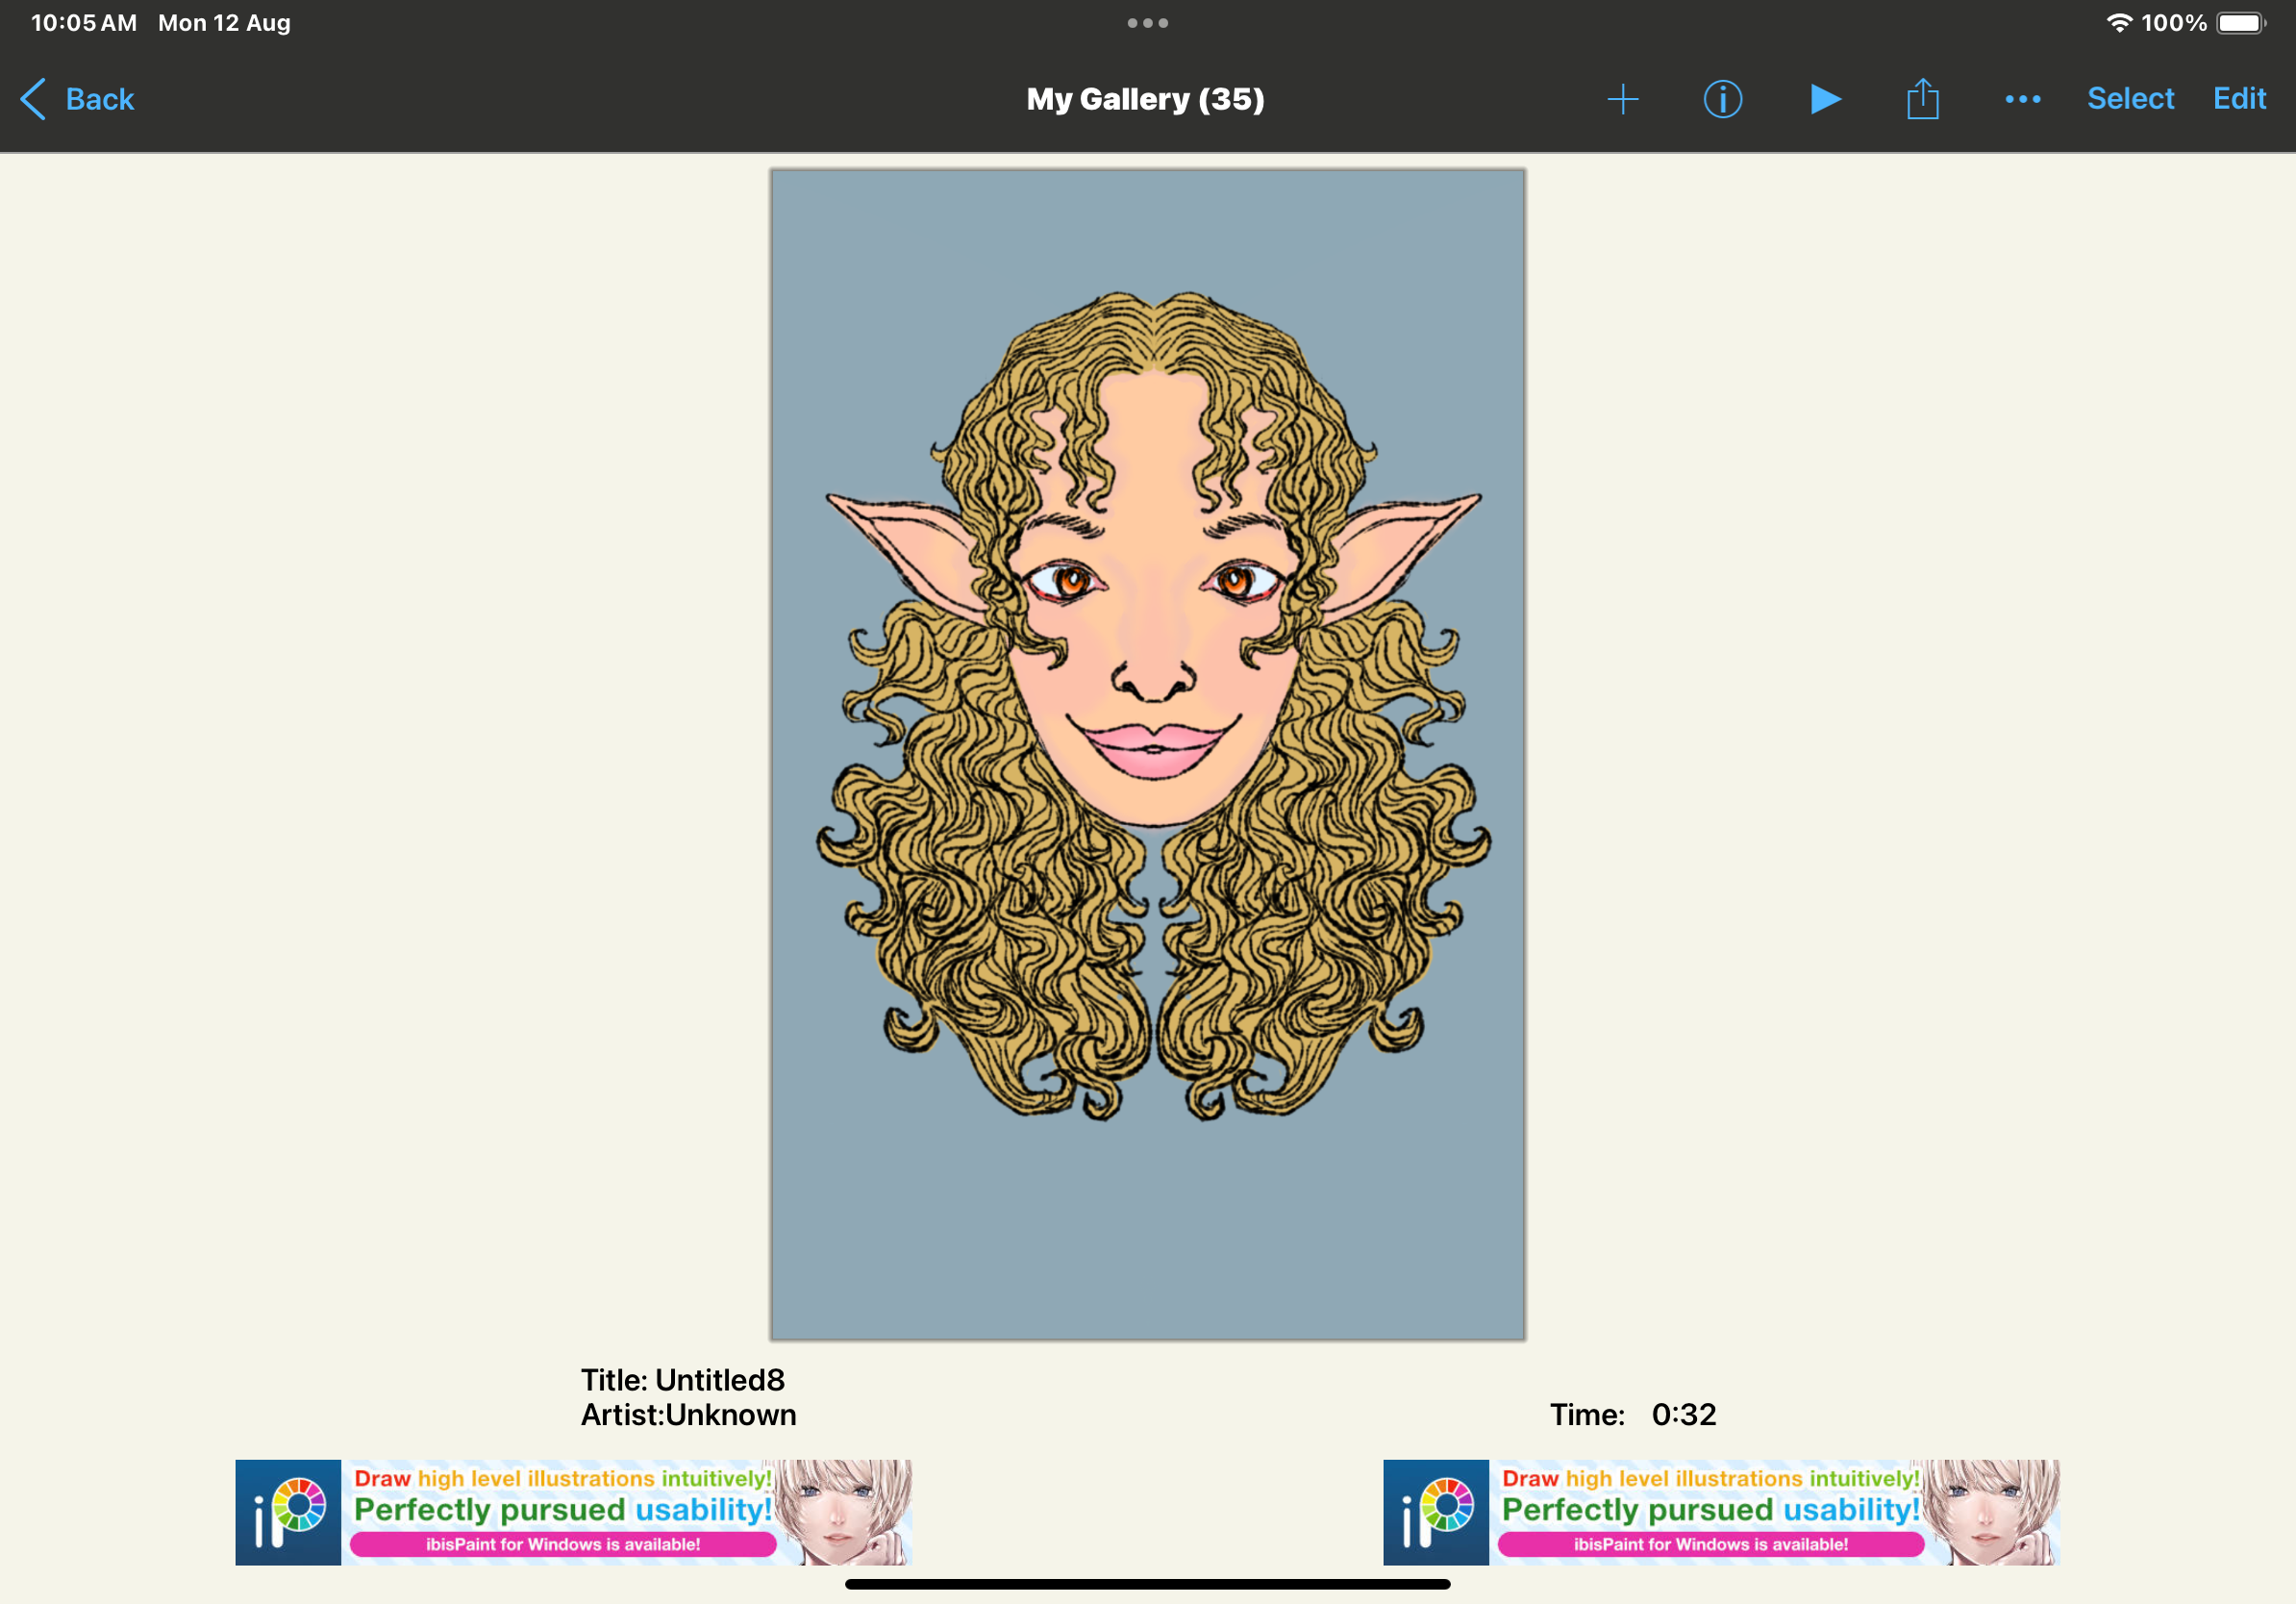 10:05 AM Mon 12 Aug
100%
Back
My Gallery (35)
Select
Edit
Title: Untitled8
Artist:Unknown
Time: 0:32
iP
Draw high level illustrations intuitively!
Perfectly pursued usability!
ibisPaint for Windows is available!
iP
Draw high level illustrations intuitively!
Perfectly pursued usability!
ibisPaint for Windows is available!